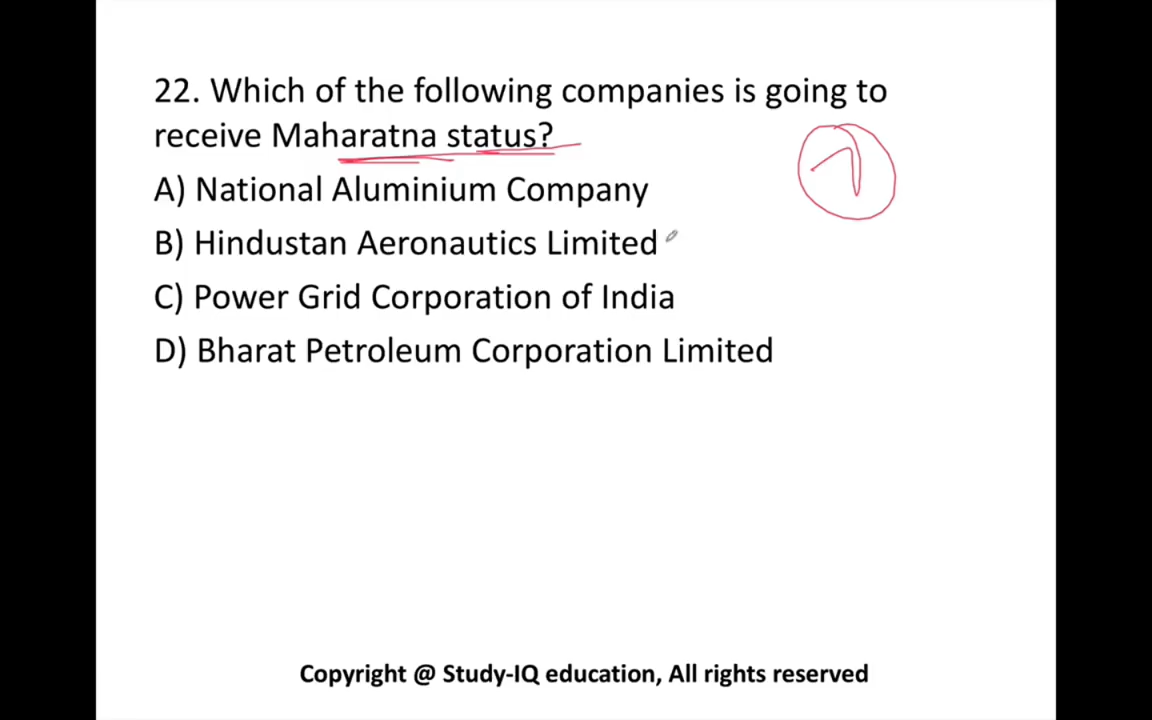 22. Which of the following companies is going to
receive Maharatna status?
A) National Aluminium Company
B) Hindustan Aeronautics Limited
C) Power Grid Corporation of India
D) Bharat Petroleum Corporation Limited
Copyright @ Study-IQ education, All rights reserved